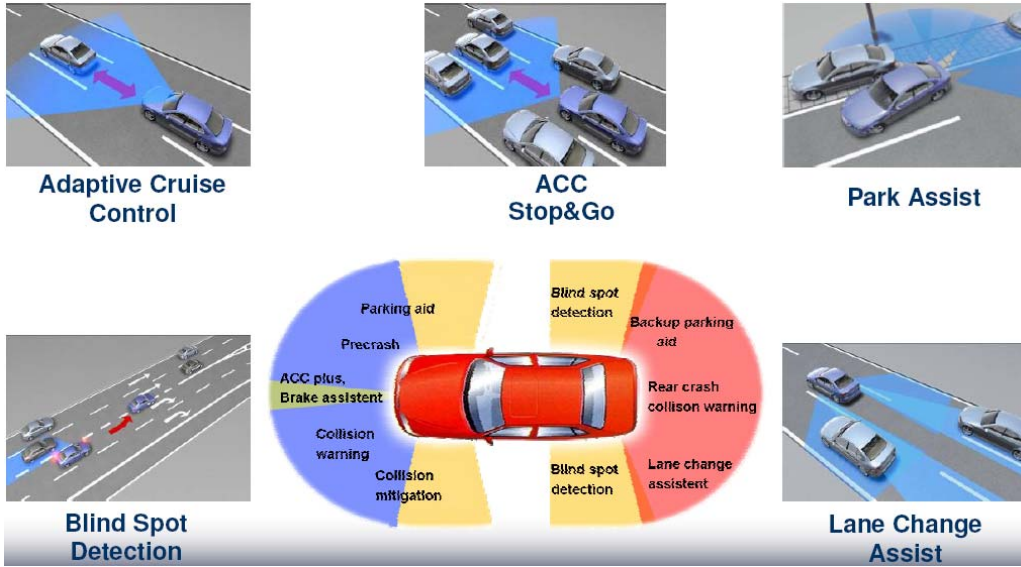 Adaptive Cruise
Control
ACC
Stop&Go
Park Assist
Parking aid
Precrash
ACC plus,
Brake assistent
Collision
warning
Collision
mitigation
Blind spot
detection
Backup parking
aid
Rear crash
collison warning
Lane change
assistent
Blind spot
detection
Blind Spot
Detection
Lane Change
Assist